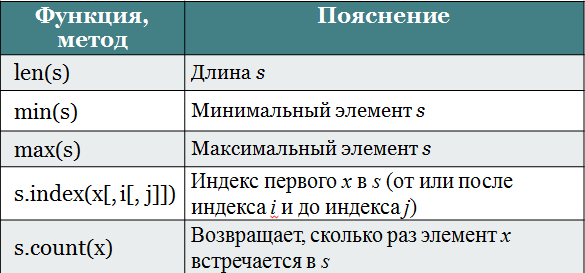 Функция, метод Пояснение
len(s) Длина s
min(s) Минимальный элемент s
max(s) Максимальный элемент s
s.index(x[, i[, j]]) Индекс первого x в s (от или после индекса i и до индекса j)
s.count(x) Возвращает, сколько раз элемент x встречается в s